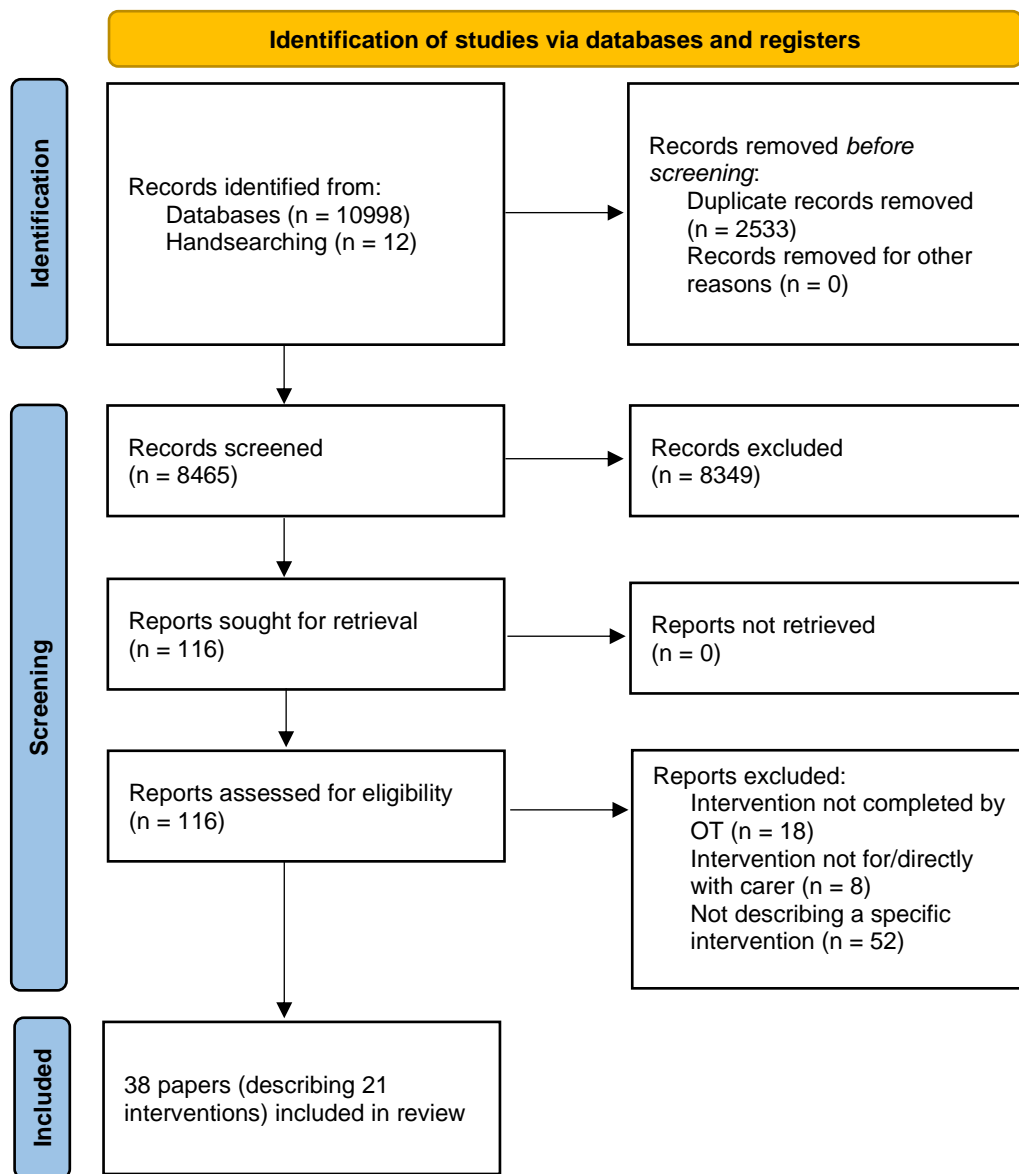 Identification of studies via databases and registers
Identification
Records identified from:
Databases (n = 10998)
Handsearching (n = 12)
Records removed before
screening:
Duplicate records removed
(n = 2533)
Records removed for other
reasons (n = 0)
Screening
Records screened
(n = 8465)
Records excluded
(n = 8349)
Reports sought for retrieval
(n = 116)
Reports not retrieved
(n = 0)
Reports assessed for eligibility
(n = 116)
Reports excluded:
Intervention not completed by
OT (n = 18)
Intervention not for/directly
with carer (n = 8)
Not describing a specific
intervention (n = 52)
Included
38 papers (describing 21
interventions) included in review